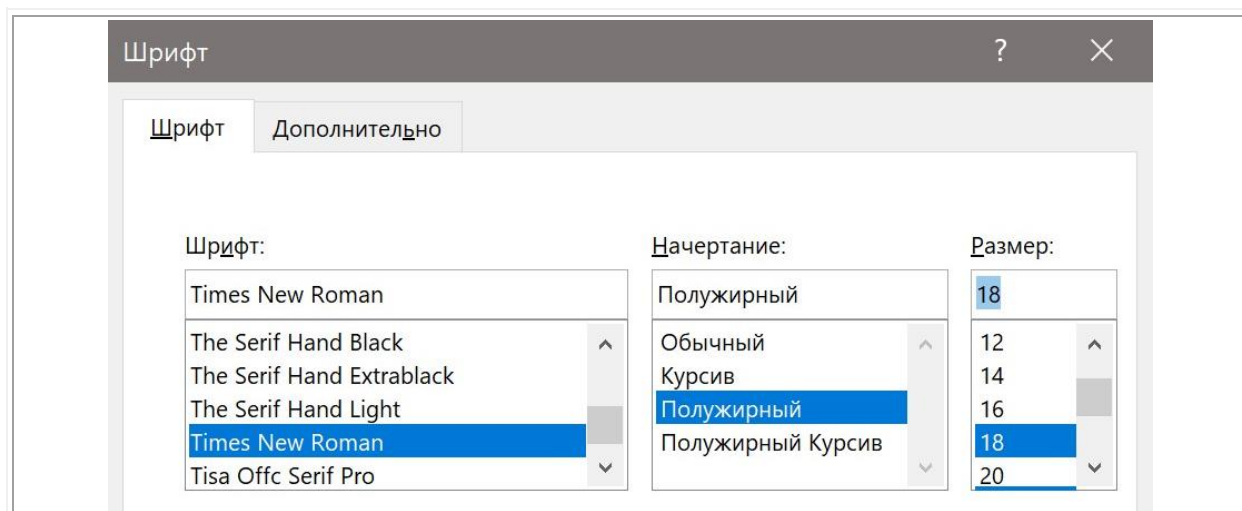 Шрифт ?
Шрифт Дополнительно
Шрифт: Начертание: Размер:
Times New Roman Полужирный 18
The Serif Hand Black Обычный 12
The Serif Hand Extrablack Курсив 14
The Serif Hand Light Полужирный 16
Times New Roman Полужирный Курсив 18
Tisa Offc Serif Pro 20